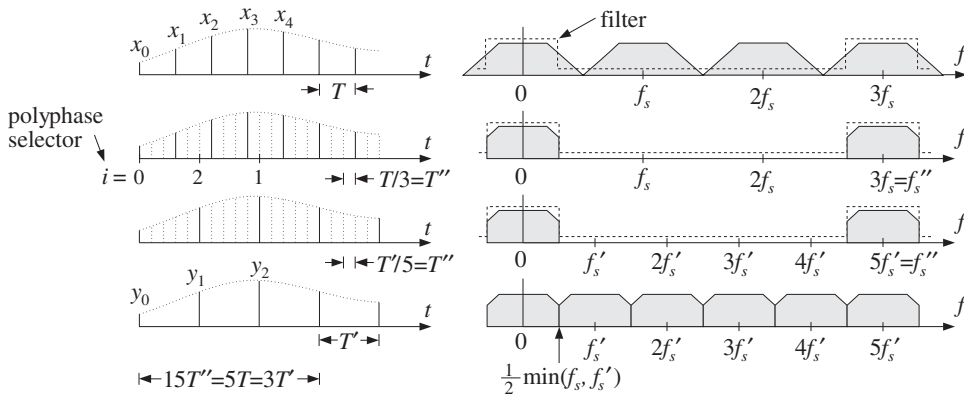 x₀ x₁ x₂ x₃ x₄ t
T
filter
f
0 fₛ 2fₛ 3fₛ
polyphase
selector
i = 0 2 1
t
T/3=T″
f
0 fₛ 2fₛ 3fₛ=fₛ″
t
T′/5=T″
f
0 fₛ′ 2fₛ′ 3fₛ′ 4fₛ′ 5fₛ′=fₛ″
y₀ y₁ y₂ t
T′
f
0 fₛ′ 2fₛ′ 3fₛ′ 4fₛ′ 5fₛ′
15T″=5T=3T′
1/2 min(fₛ, fₛ′)